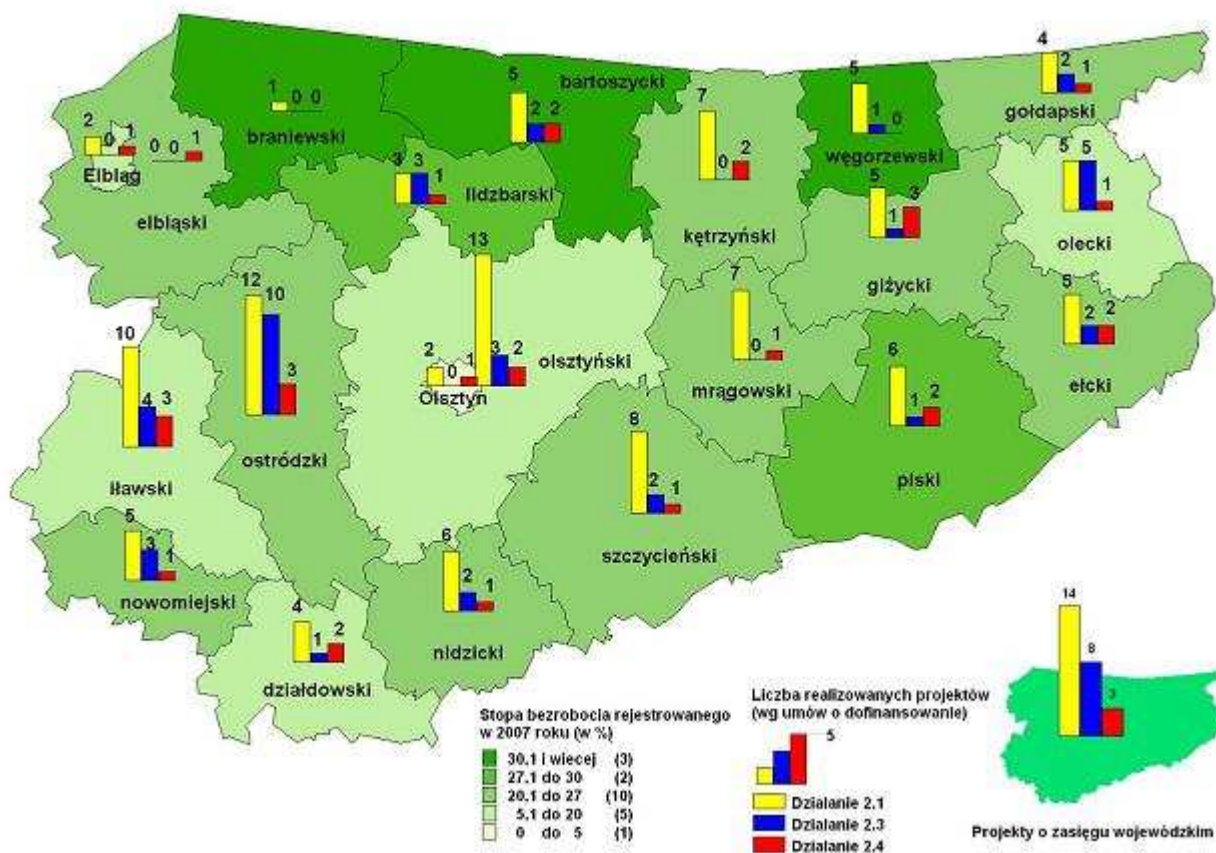 4
2
1
gołdapski
5
2
2
bartoszycki
5
1
0
węgorzewski
1
0
0
braniewski
7
0
2
kętrzyński
2
0
1
Elbląg
0
0
1
elbląski
3
3
1
lidzbarski
5
1
3
giżycki
5
5
1
olecki
13
3
2
olsztyński
2
0
1
Olsztyn
12
10
3
ostródzki
7
0
1
mrągowski
5
2
2
ełcki
10
4
3
iławski
6
1
2
piski
8
2
1
szczycieński
5
3
1
nowomiejski
6
2
1
nidzicki
4
1
2
działdowski
Stopa bezrobocia rejestrowanego
w 2007 roku (w %)
30.1 i wiecej (3)
27.1 do 30 (2)
20.1 do 27 (10)
5.1 do 20 (5)
0 do 5 (1)
Liczba realizowanych projektów
(wg umów o dofinansowanie)
5
Dzialanie 2.1
Dzialanie 2.3
Dzialanie 2.4
14
8
3
Projekty o zasięgu wojewódzkim